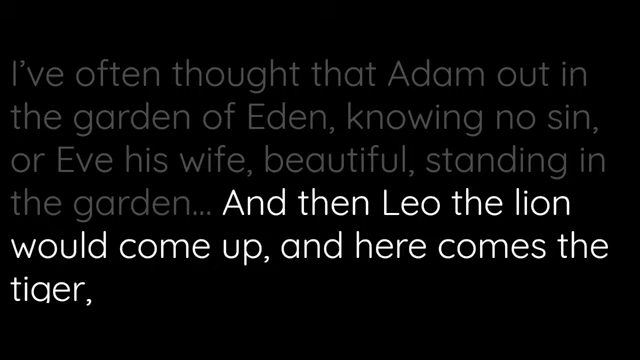 I’ve often thought that Adam out in
the garden of Eden, knowing no sin,
or Eve his wife, beautiful, standing in
the garden... And then Leo the lion
would come up, and here comes the
tiger,